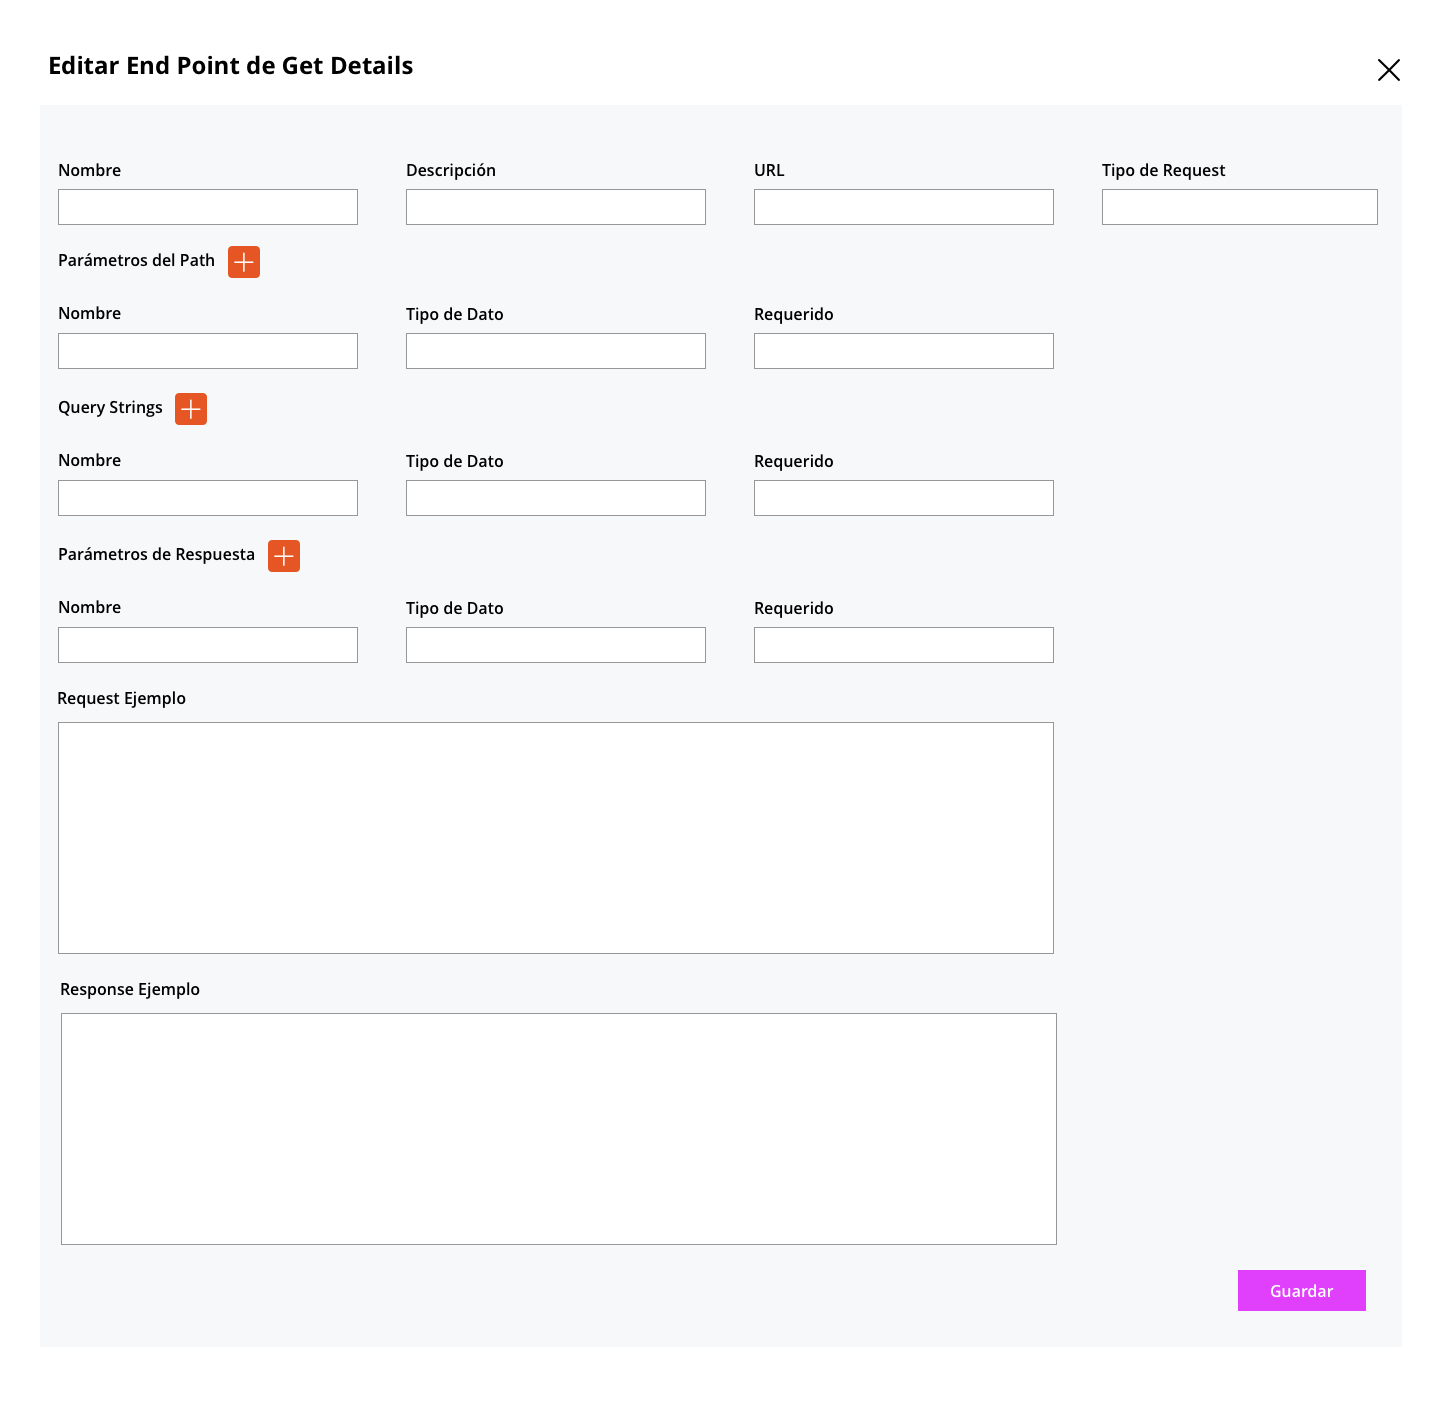 Editar End Point de Get Details
Nombre
Descripción
URL
Tipo de Request
Parámetros del Path
Nombre
Tipo de Dato
Requerido
Query Strings
Nombre
Tipo de Dato
Requerido
Parámetros de Respuesta
Nombre
Tipo de Dato
Requerido
Request Ejemplo
Response Ejemplo
Guardar